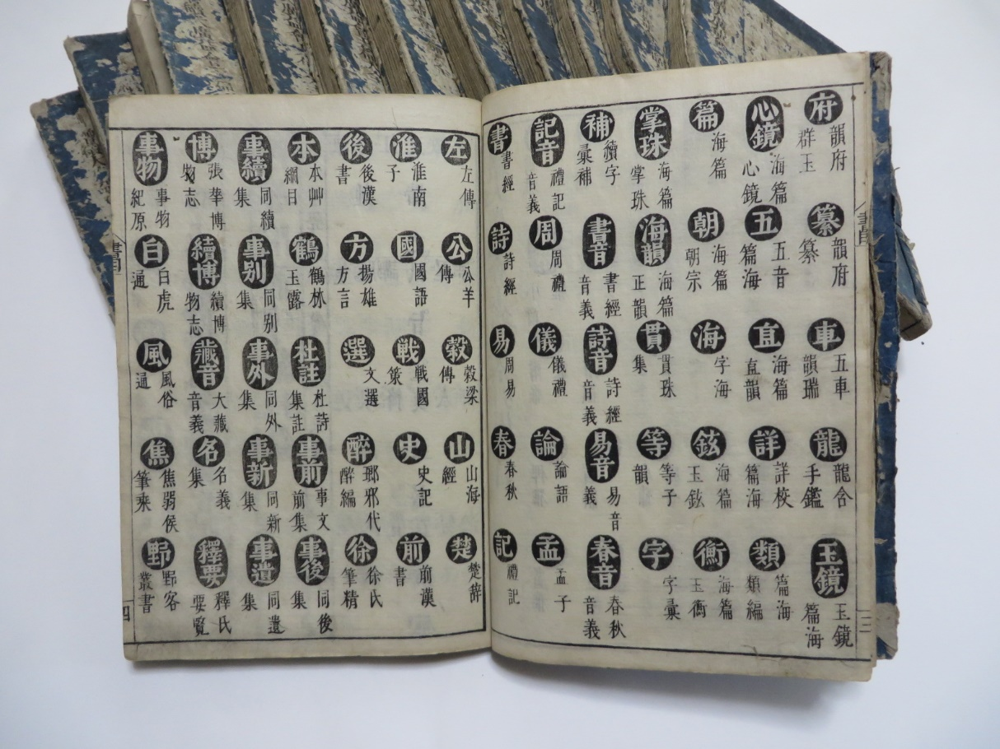 府 韻府群玉 纂 韻府纂 車 五車韻瑞 龍 龍含手鑑 玉鏡 玉鏡篇海
心鏡 海篇心鏡 五 五音篇海 直 海篇直韻 詳 詳校篇海 類 篇海類編
篇 海篇 朝 海篇朝宗 海 字海 鉉 海篇玉鉉 衡 海篇玉衡
掌珠 海篇掌珠 海韻 海篇正韻 貫 貫珠集 等 等子韻 字 字彙
補 續字彙補 書音 書經音義 詩音 詩經音義 易音 易音義 春音 春秋音義
記音 禮記音義 周 周禮 儀 儀禮 論 論語 孟 孟子
書 書經 詩 詩經 易 周易 春 春秋 記 禮記
三
左 左傳 公 公羊傳 穀 穀梁傳 山 山海經 楚 楚辞
淮 淮南子 國 國語 戦 戦國策 史 史記 前 前漢書
後 後漢書 方 揚雄方言 選 文選 醉 瑯邪代醉編 徐 徐氏筆精
本 本艸綱目 鶴 鶴林玉露 杜註 杜詩集註 事前 事文前集 事後 同後集
事續 同續集 事别 同别集 事外 同外集 事新 同新集 事遺 同遺集
博 張華博物志 續博 續博物志 藏音 大藏音義 名 名義集 釋要 釋氏要覧
事物 事物紀原 白 白虎通 風 風俗通 焦 焦弱侯筆乗 野 野客叢書
書目
四